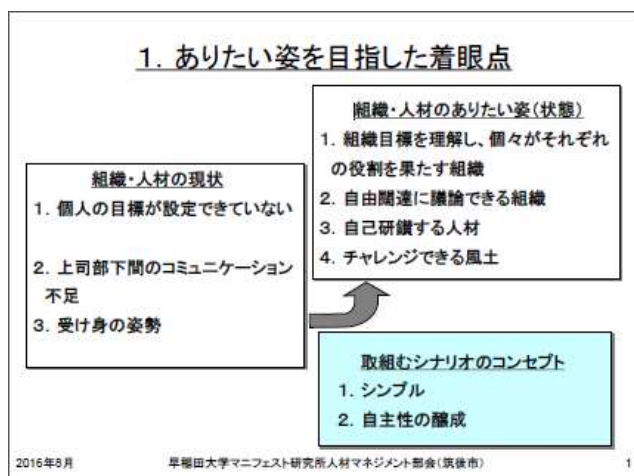 1．ありたい姿を目指した着眼点
組織・人材の現状
1．個人の目標が設定できていない
2．上司部下間のコミュニケーション
不足
3．受け身の姿勢
組織・人材のありたい姿（状態）
1．組織目標を理解し、個々がそれぞれ
の役割を果たす組織
2．自由闊達に議論できる組織
3．自己研鑽する人材
4．チャレンジできる風土
取組むシナリオのコンセプト
1．シンプル
2．自主性の醸成
2016年8月
早稲田大学マニフェスト研究所人材マネジメント部会（筑後市）
1